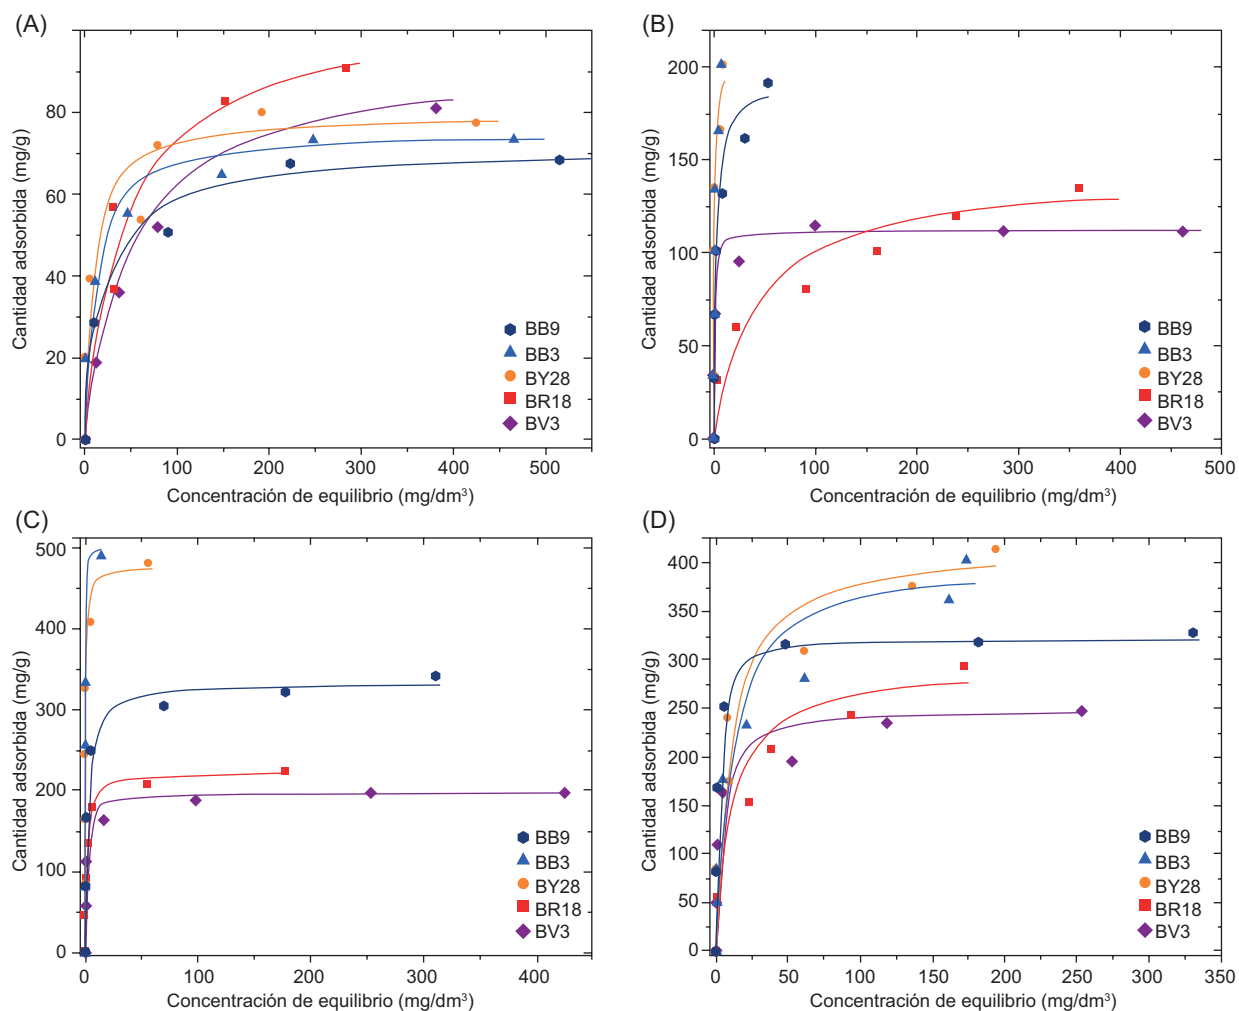 (A)
Cantidad adsorbida (mg/g)
80
60
40
20
0
0 100 200 300 400 500
Concentración de equilibrio (mg/dm³)
BB9
BB3
BY28
BR18
BV3
(B)
Cantidad adsorbida (mg/g)
200
150
100
50
0
0 100 200 300 400 500
Concentración de equilibrio (mg/dm³)
BB9
BB3
BY28
BR18
BV3
(C)
Cantidad adsorbida (mg/g)
500
400
300
200
100
0
0 100 200 300 400
Concentración de equilibrio (mg/dm³)
BB9
BB3
BY28
BR18
BV3
(D)
Cantidad adsorbida (mg/g)
400
350
300
250
200
150
100
50
0
0 50 100 150 200 250 300 350
Concentración de equilibrio (mg/dm³)
BB9
BB3
BY28
BR18
BV3